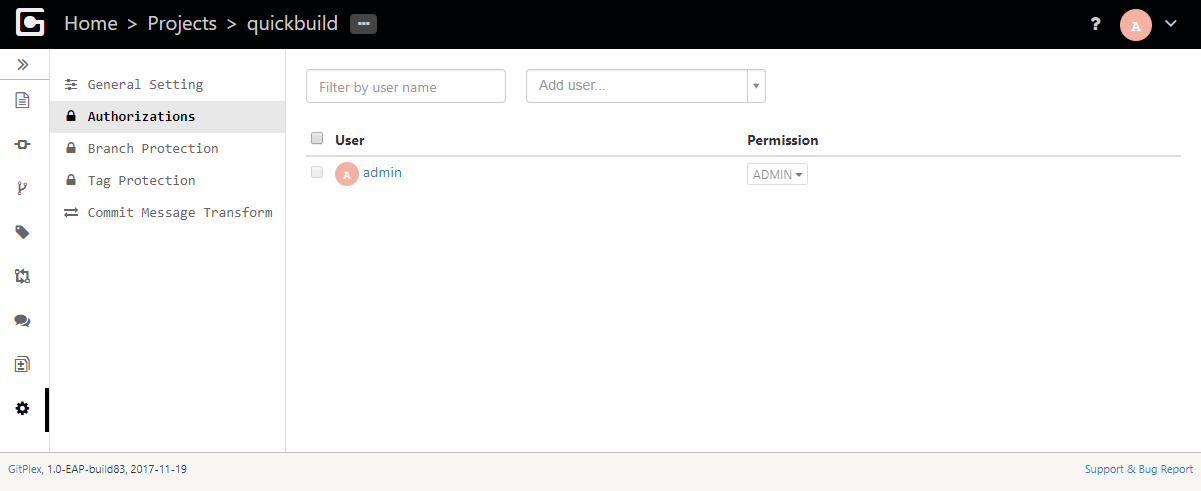 Home > Projects > quickbuild ...
? A
General Setting
Authorizations
Branch Protection
Tag Protection
Commit Message Transform
Filter by user name
Add user...
User Permission
A admin ADMIN
GitPlex, 1.0-EAP-build83, 2017-11-19
Support & Bug Report